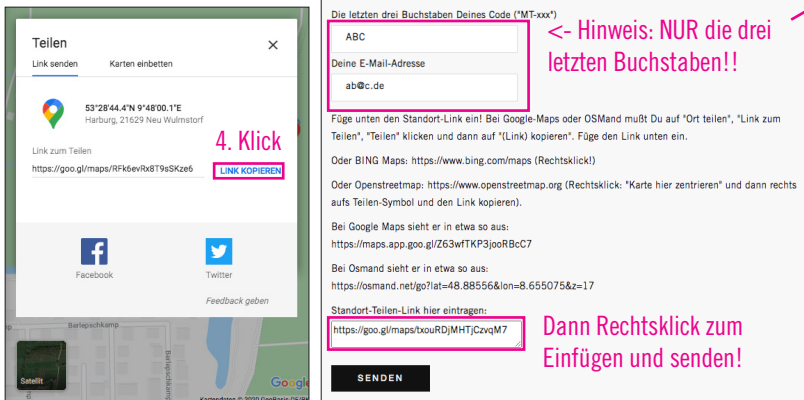 Teilen
Link senden
Karten einbetten
53°28'44.4"N 9°48'00.1"E
Harburg, 21629 Neu Wulmstorf
4. Klick
Link zum Teilen
https://goo.gl/maps/RFk6evRx8T9sSKze6
LINK KOPIEREN
Facebook
Twitter
Feedback geben
Berlepschkamp
Berlepschkamp
Satellit
Google
Kartendaten © 2020 GeoBasis-DE/BK
Die letzten drei Buchstaben Deines Code ("MT-xxx")
ABC
<- Hinweis: NUR die drei
letzten Buchstaben!!
Deine E-Mail-Adresse
ab@c.de
Füge unten den Standort-Link ein! Bei Google-Maps oder OSMand mußt Du auf "Ort teilen", "Link zum
Teilen", "Teilen" klicken und dann auf "(Link) kopieren". Füge den Link unten ein.
Oder BING Maps: https://www.bing.com/maps (Rechtsklick!)
Oder Openstreetmap: https://www.openstreetmap.org (Rechtsklick: "Karte hier zentrieren" und dann rechts
aufs Teilen-Symbol und den Link kopieren).
Bei Google Maps sieht er in etwa so aus:
https://maps.app.goo.gl/Z63wfTKP3jooRBcC7
Bei Osmand sieht er in etwa so aus:
https://osmand.net/go?lat=48.88556&lon=8.655075&z=17
Standort-Teilen-Link hier eintragen:
https://goo.gl/maps/txouRDjMHTjCzvqM7
Dann Rechtsklick zum
Einfügen und senden!
SENDEN